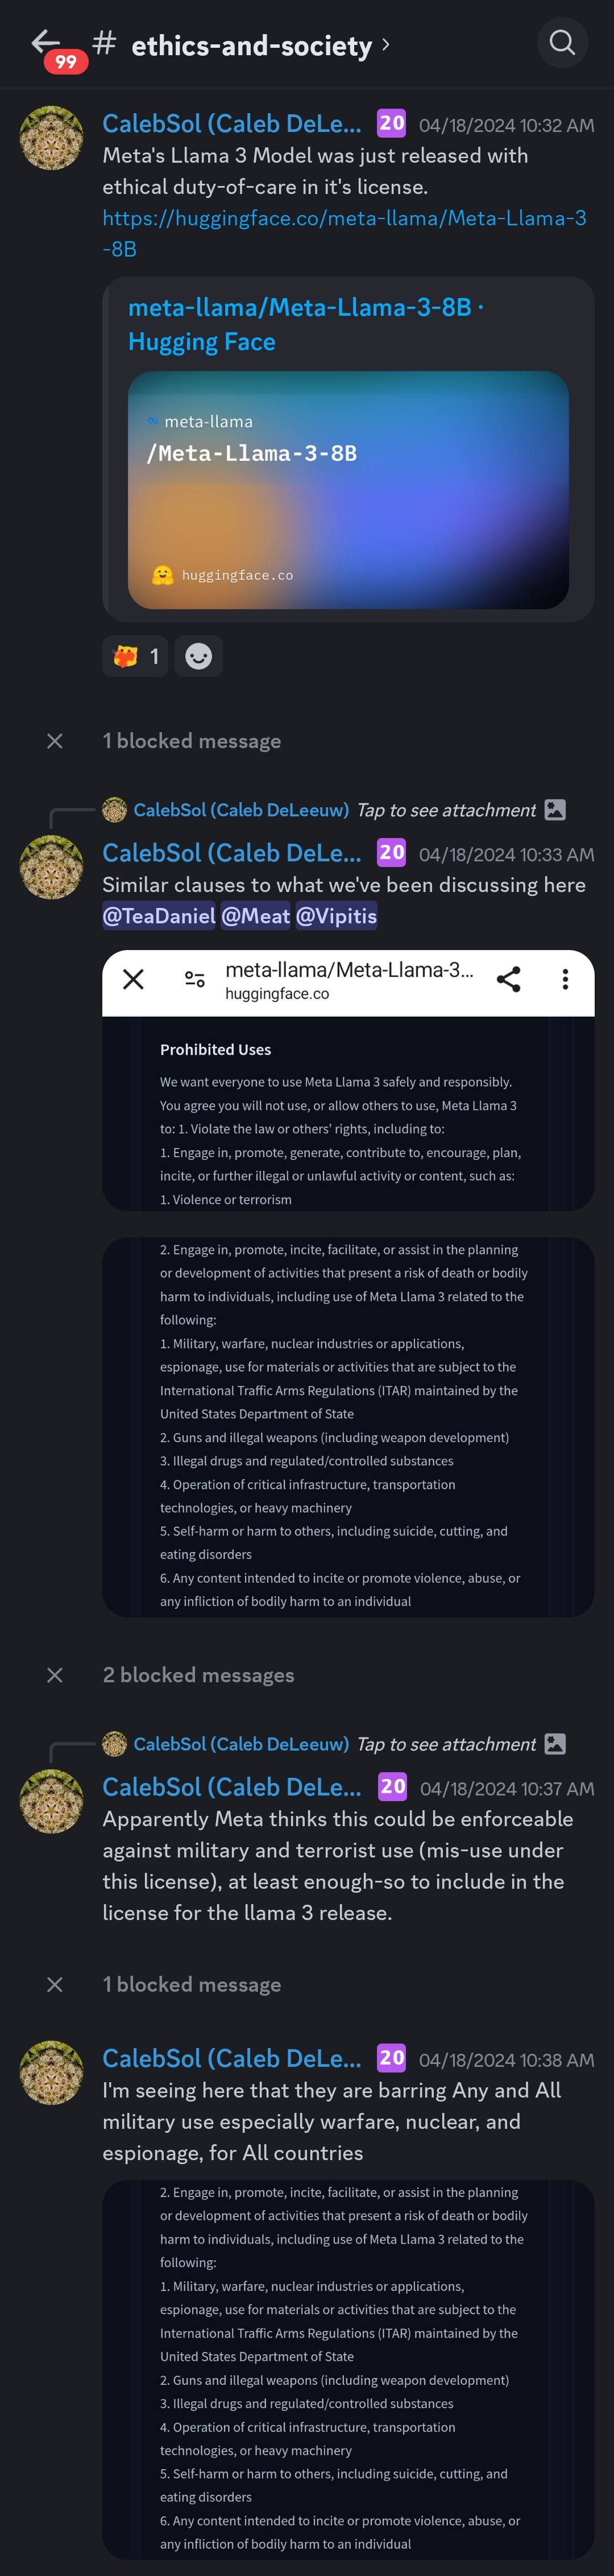 99
# ethics-and-society ›
CalebSol (Caleb DeLe... 20 04/18/2024 10:32 AM
Meta's Llama 3 Model was just released with
ethical duty-of-care in it's license.
https://huggingface.co/meta-llama/Meta-Llama-3
-8B
meta-llama/Meta-Llama-3-8B ·
Hugging Face
meta-llama
/Meta-Llama-3-8B
huggingface.co
1
1 blocked message
CalebSol (Caleb DeLeeuw) Tap to see attachment
CalebSol (Caleb DeLe... 20 04/18/2024 10:33 AM
Similar clauses to what we've been discussing here
@TeaDaniel @Meat @Vipitis
meta-llama/Meta-Llama-3...
huggingface.co
Prohibited Uses
We want everyone to use Meta Llama 3 safely and responsibly.
You agree you will not use, or allow others to use, Meta Llama 3
to: 1. Violate the law or others’ rights, including to:
1. Engage in, promote, generate, contribute to, encourage, plan,
incite, or further illegal or unlawful activity or content, such as:
1. Violence or terrorism
2. Engage in, promote, incite, facilitate, or assist in the planning
or development of activities that present a risk of death or bodily
harm to individuals, including use of Meta Llama 3 related to the
following:
1. Military, warfare, nuclear industries or applications,
espionage, use for materials or activities that are subject to the
International Traffic Arms Regulations (ITAR) maintained by the
United States Department of State
2. Guns and illegal weapons (including weapon development)
3. Illegal drugs and regulated/controlled substances
4. Operation of critical infrastructure, transportation
technologies, or heavy machinery
5. Self-harm or harm to others, including suicide, cutting, and
eating disorders
6. Any content intended to incite or promote violence, abuse, or
any infliction of bodily harm to an individual
2 blocked messages
CalebSol (Caleb DeLeeuw) Tap to see attachment
CalebSol (Caleb DeLe... 20 04/18/2024 10:37 AM
Apparently Meta thinks this could be enforceable
against military and terrorist use (mis-use under
this license), at least enough-so to include in the
license for the llama 3 release.
1 blocked message
CalebSol (Caleb DeLe... 20 04/18/2024 10:38 AM
I'm seeing here that they are barring Any and All
military use especially warfare, nuclear, and
espionage, for All countries
2. Engage in, promote, incite, facilitate, or assist in the planning
or development of activities that present a risk of death or bodily
harm to individuals, including use of Meta Llama 3 related to the
following:
1. Military, warfare, nuclear industries or applications,
espionage, use for materials or activities that are subject to the
International Traffic Arms Regulations (ITAR) maintained by the
United States Department of State
2. Guns and illegal weapons (including weapon development)
3. Illegal drugs and regulated/controlled substances
4. Operation of critical infrastructure, transportation
technologies, or heavy machinery
5. Self-harm or harm to others, including suicide, cutting, and
eating disorders
6. Any content intended to incite or promote violence, abuse, or
any infliction of bodily harm to an individual